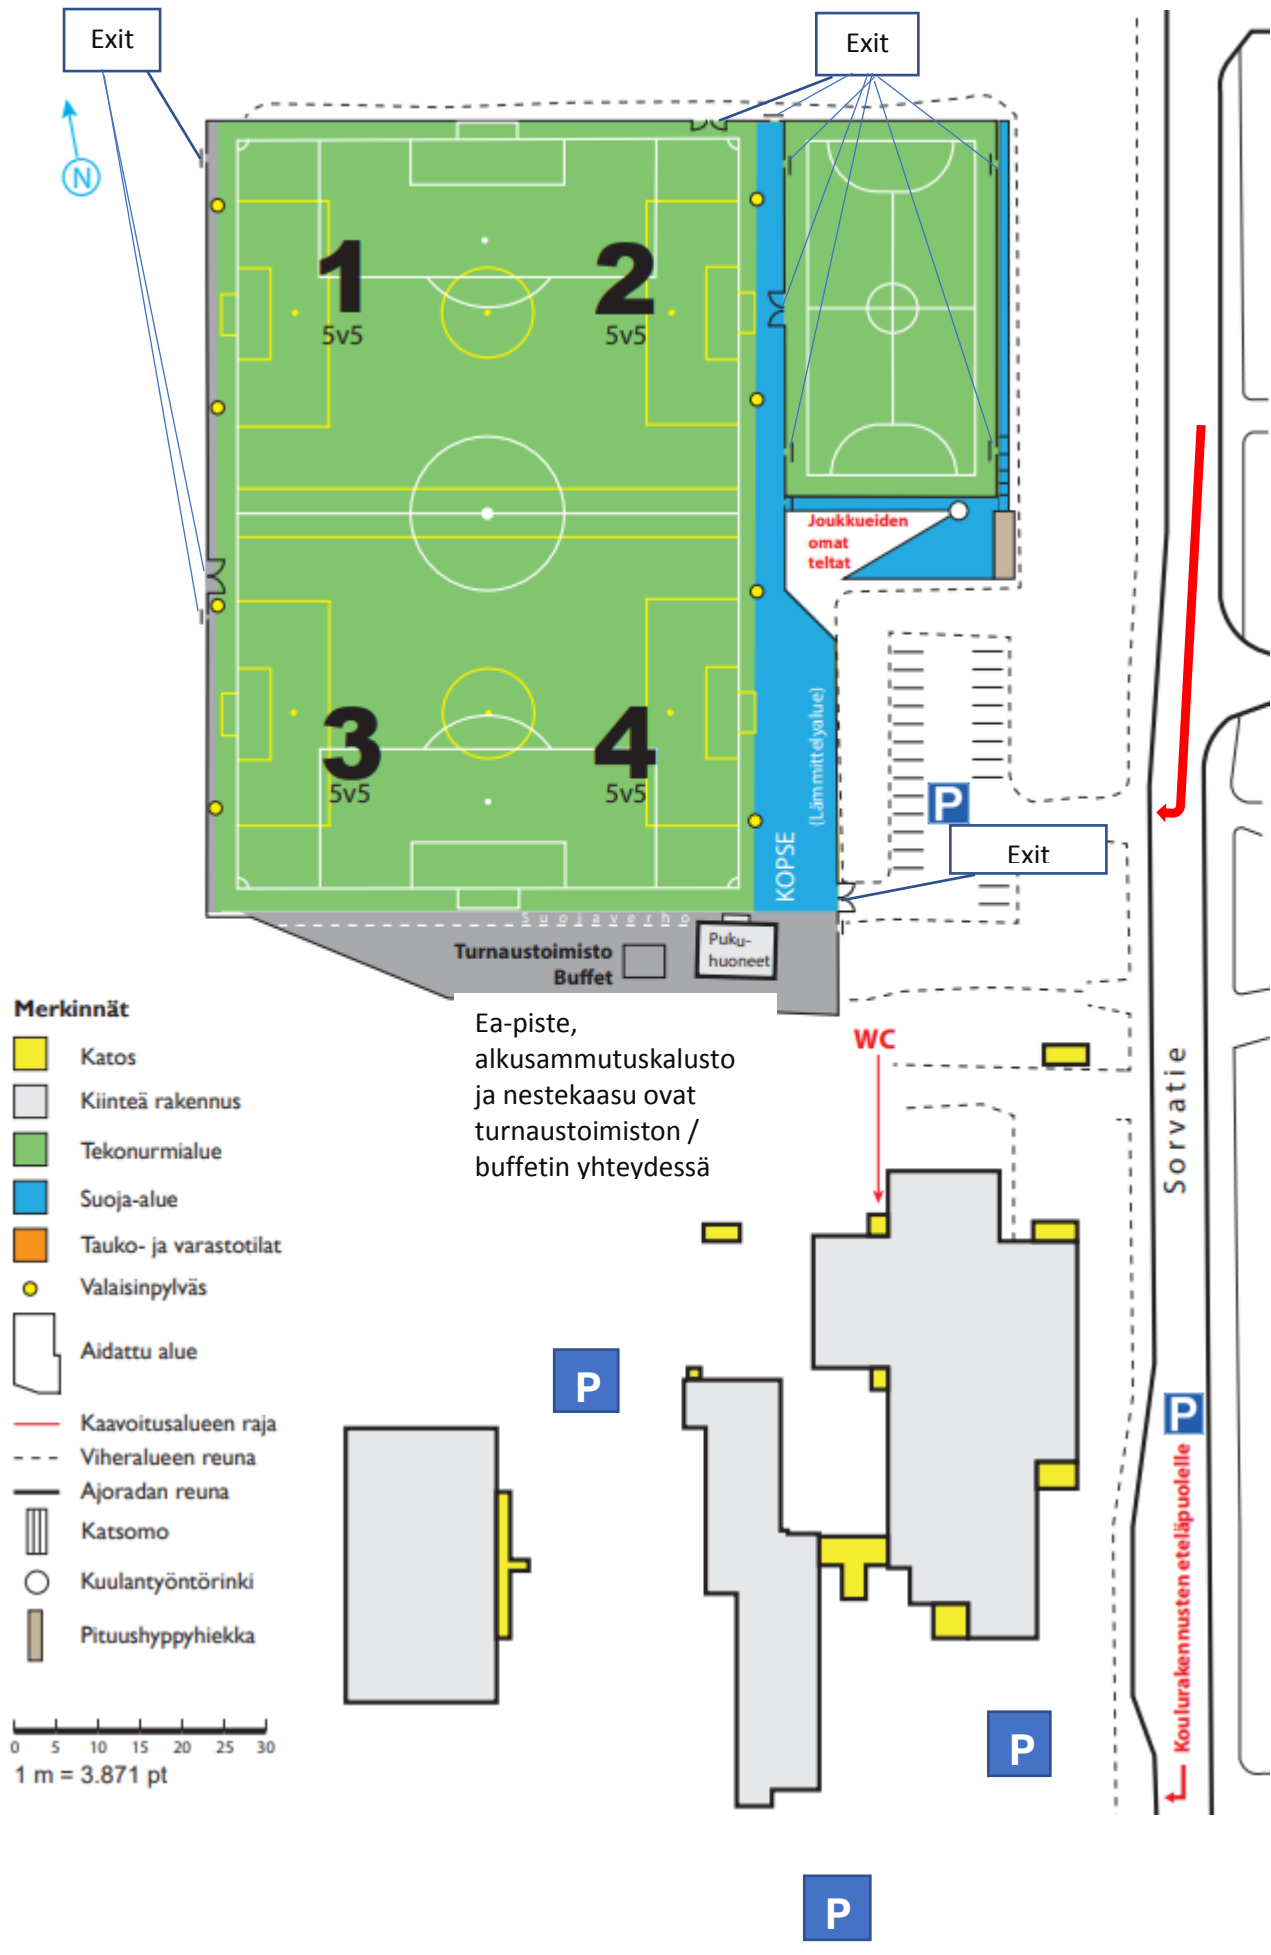 Exit
Exit
N
1
5v5
2
5v5
Joukkueiden
omat
teltat
3
5v5
4
5v5
KOPSE
(Lämmittelyalue)
P
Exit
Suojaverho
Turnaustoimisto
Buffet
Puku-
huoneet
Merkinnät
Katos
Kiinteä rakennus
Tekonurmialue
Suoja-alue
Tauko- ja varastotilat
Valaisinpylväs
Aidattu alue
Kaavoitusalueen raja
Viheralueen reuna
Ajoradan reuna
Katsomo
Kuulantyöntörinki
Pituushyppyhiekka
0 5 10 15 20 25 30
1 m = 3.871 pt
Ea-piste,
alkusammutuskalusto
ja nestekaasu ovat
turnaustoimiston /
buffetin yhteydessä
WC
Sorvatie
P
P
Koulurakennusten eteläpuolelle
P
P